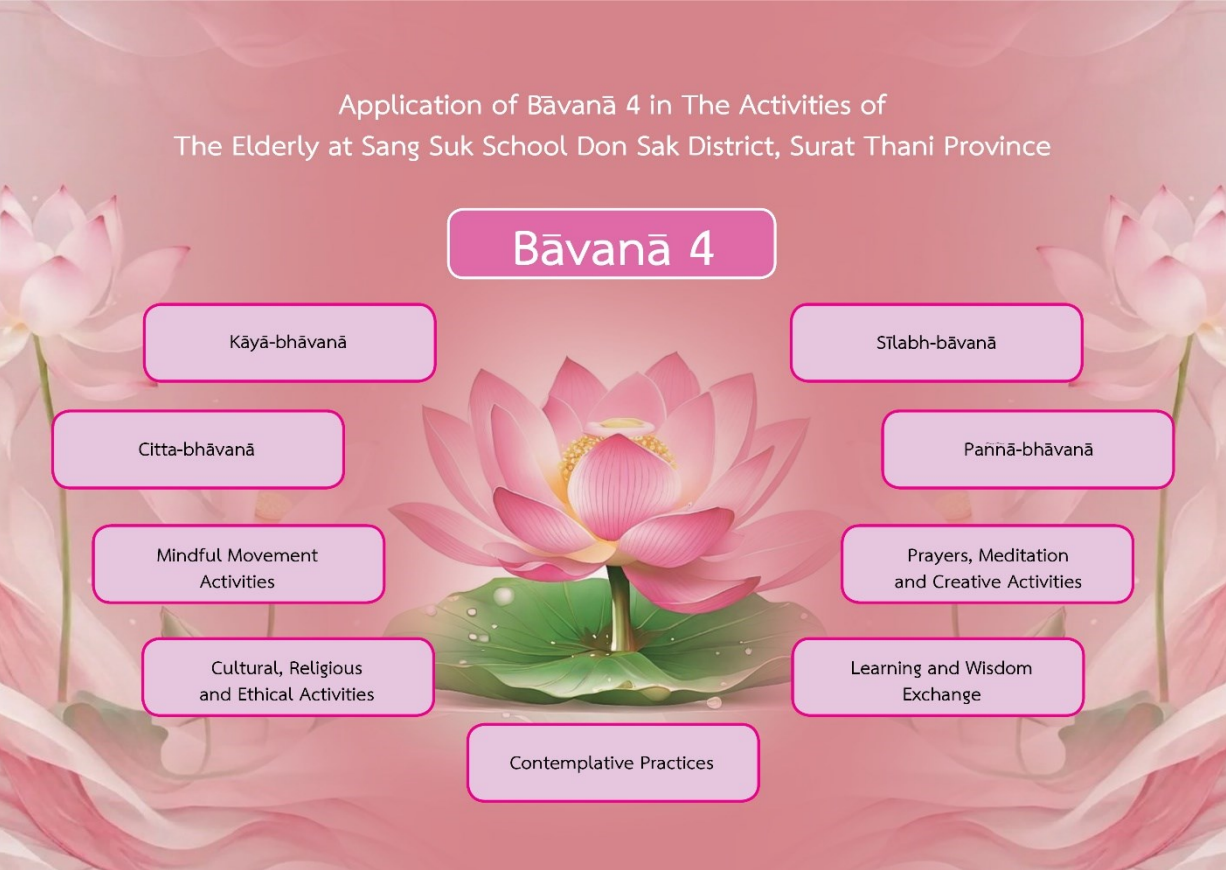 Application of Bāvanā 4 in The Activities of
The Elderly at Sang Suk School Don Sak District, Surat Thani Province
Bāvanā 4
Kāyā-bhāvanā
Sīlabh-bāvanā
Citta-bhāvanā
Paññā-bhāvanā
Mindful Movement
Activities
Prayers, Meditation
and Creative Activities
Cultural, Religious
and Ethical Activities
Learning and Wisdom
Exchange
Contemplative Practices